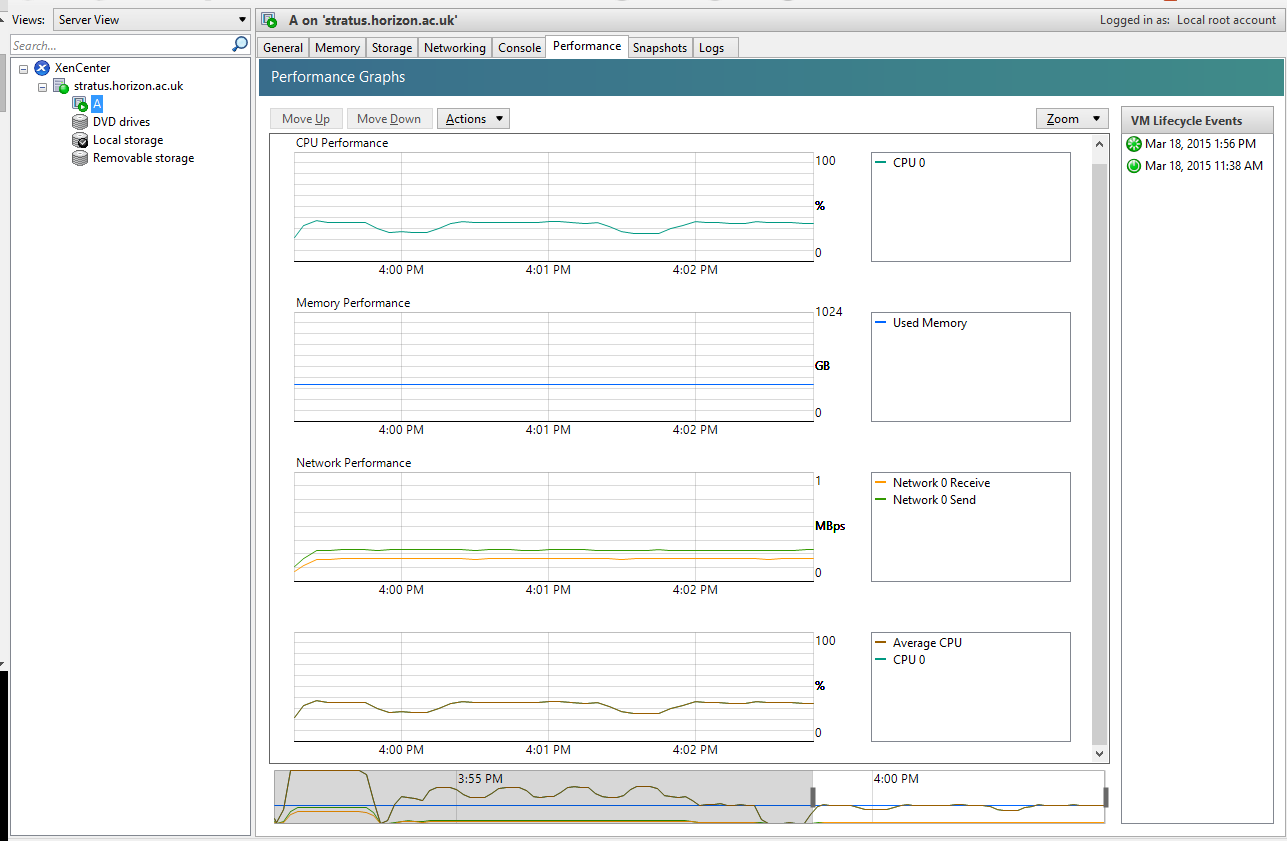 Views: Server View
Search...
XenCenter
stratus.horizon.ac.uk
A
DVD drives
Local storage
Removable storage
A on 'stratus.horizon.ac.uk'
Logged in as: Local root account
General Memory Storage Networking Console Performance Snapshots Logs
Performance Graphs
Move Up Move Down Actions Zoom
CPU Performance
100
%
0
4:00 PM 4:01 PM 4:02 PM
CPU 0
Memory Performance
1024
GB
0
4:00 PM 4:01 PM 4:02 PM
Used Memory
Network Performance
1
MBps
0
4:00 PM 4:01 PM 4:02 PM
Network 0 Receive
Network 0 Send
100
%
0
4:00 PM 4:01 PM 4:02 PM
Average CPU
CPU 0
3:55 PM 4:00 PM
VM Lifecycle Events
Mar 18, 2015 1:56 PM
Mar 18, 2015 11:38 AM